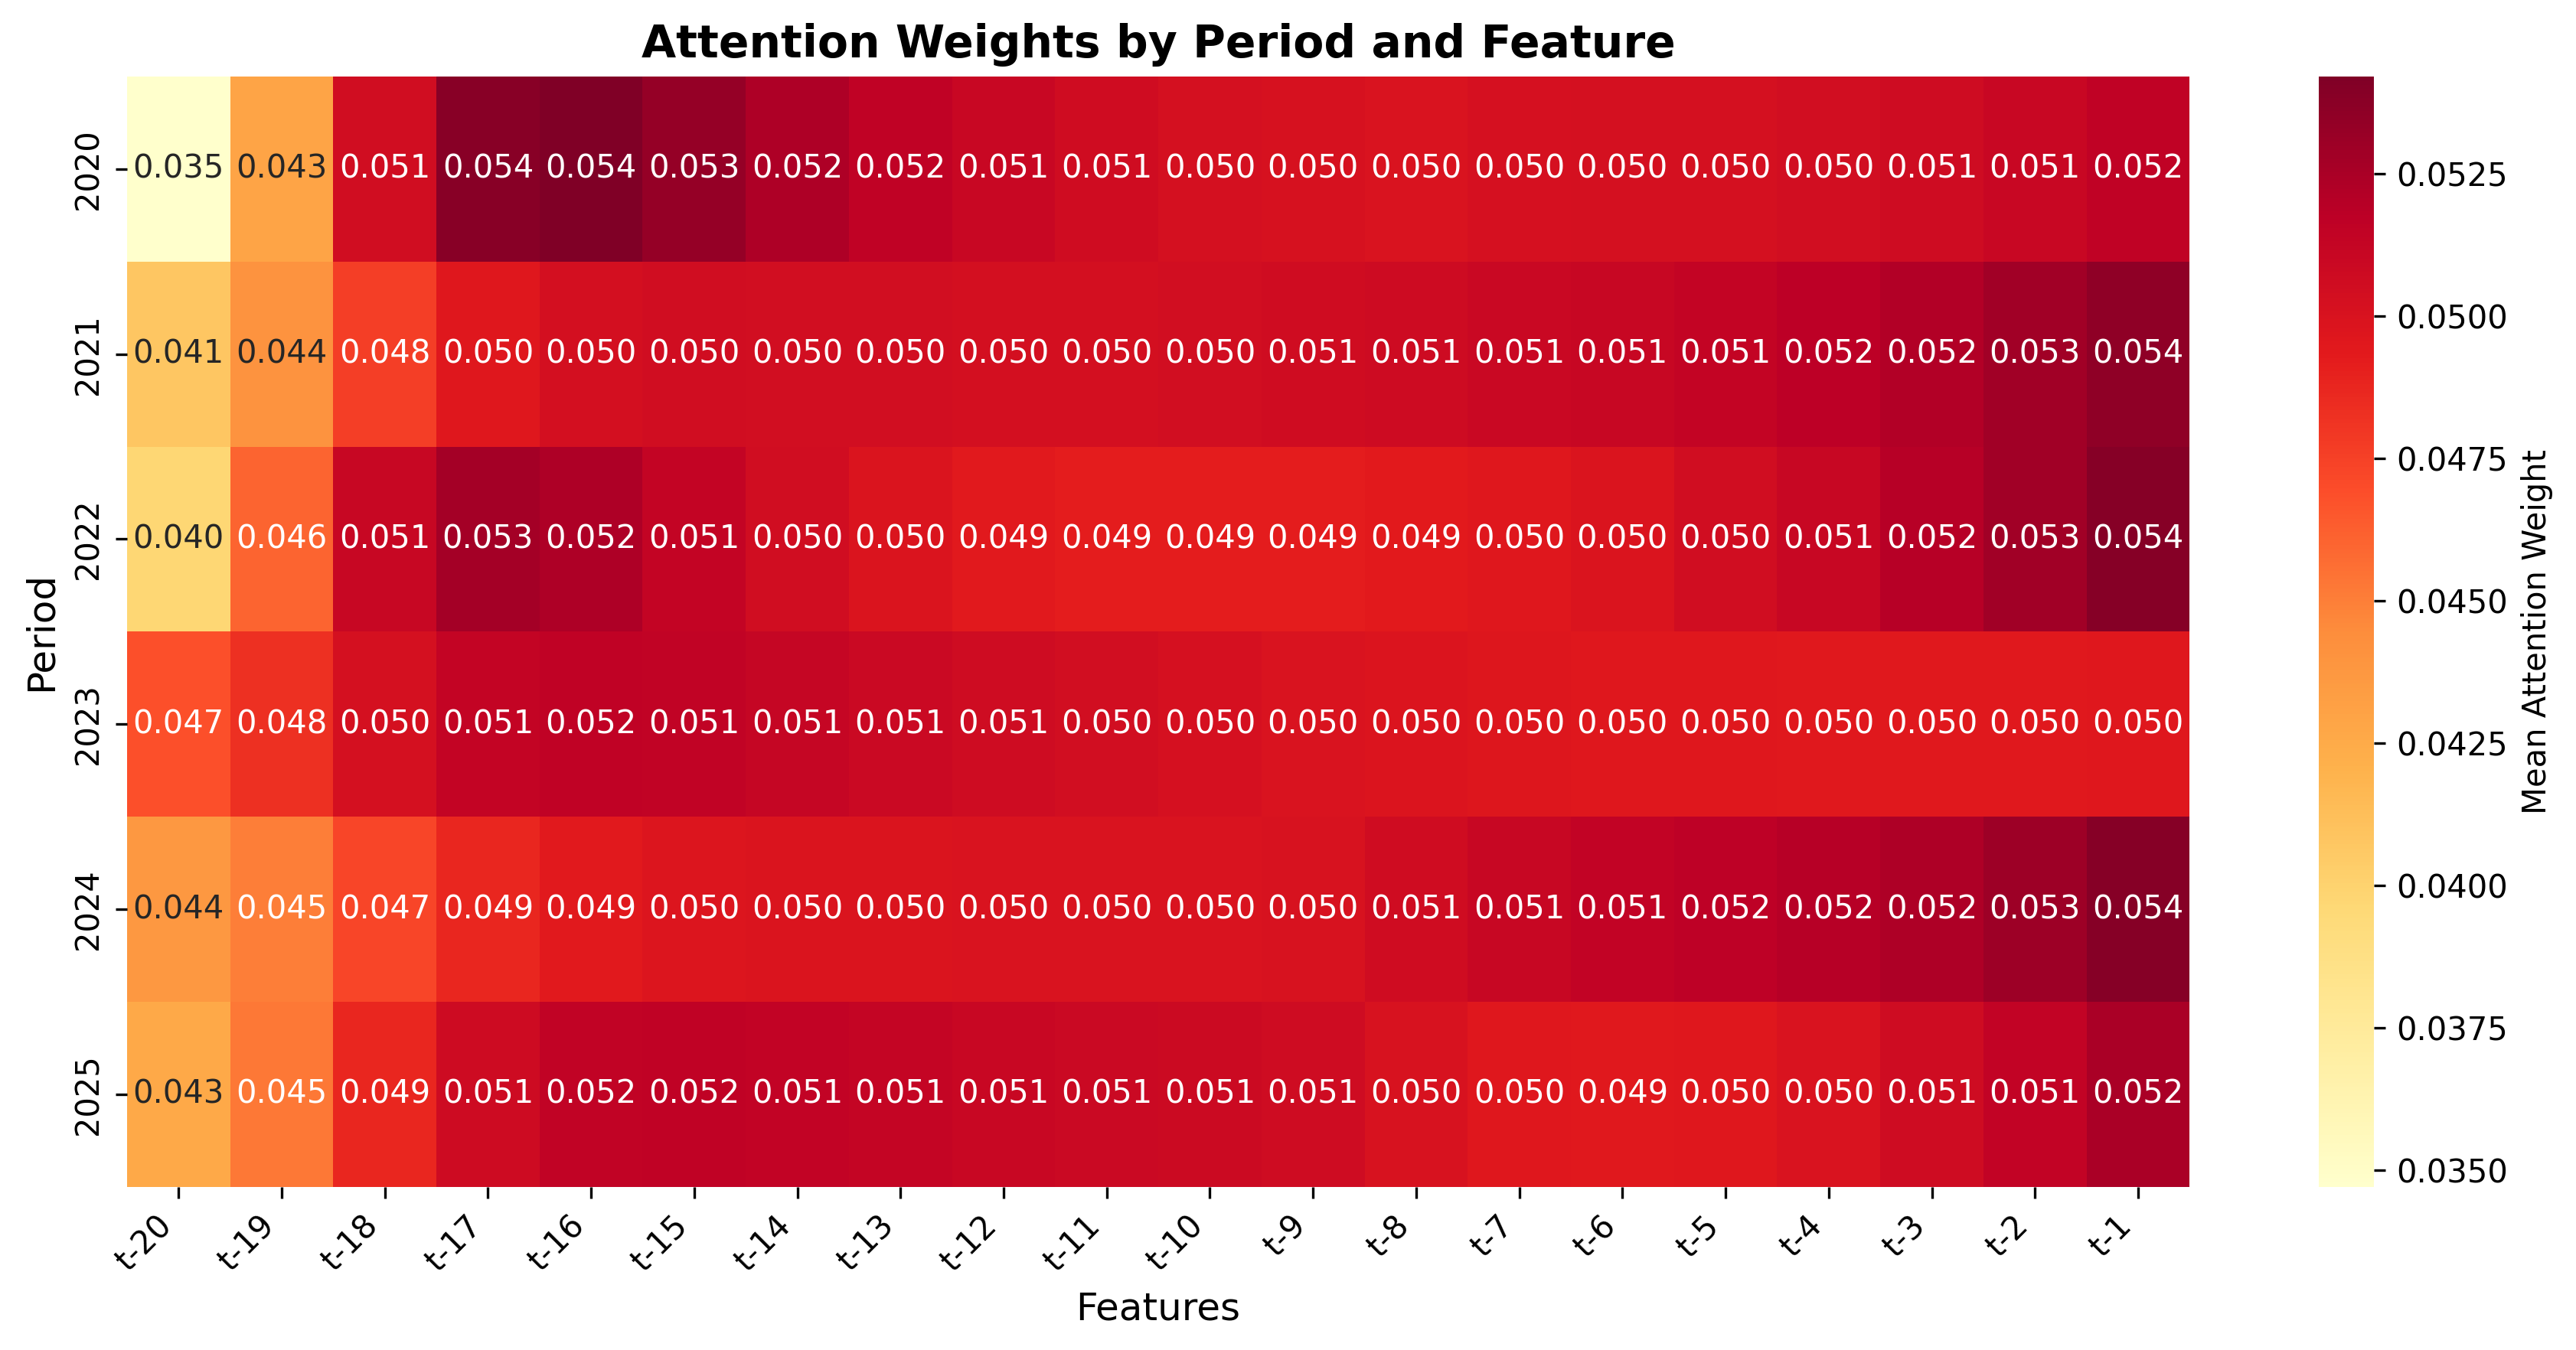 Attention Weights by Period and Feature
2020 0.035 0.043 0.051 0.054 0.054 0.053 0.052 0.052 0.051 0.051 0.050 0.050 0.050 0.050 0.050 0.050 0.050 0.051 0.051 0.052
2021 0.041 0.044 0.048 0.050 0.050 0.050 0.050 0.050 0.050 0.050 0.050 0.051 0.051 0.051 0.051 0.051 0.052 0.052 0.053 0.054
2022 0.040 0.046 0.051 0.053 0.052 0.051 0.050 0.050 0.049 0.049 0.049 0.049 0.049 0.050 0.050 0.050 0.051 0.052 0.053 0.054
2023 0.047 0.048 0.050 0.051 0.052 0.051 0.051 0.051 0.051 0.050 0.050 0.050 0.050 0.050 0.050 0.050 0.050 0.050 0.050 0.050
2024 0.044 0.045 0.047 0.049 0.049 0.050 0.050 0.050 0.050 0.050 0.050 0.050 0.051 0.051 0.051 0.052 0.052 0.052 0.053 0.054
2025 0.043 0.045 0.049 0.051 0.052 0.052 0.051 0.051 0.051 0.051 0.051 0.051 0.050 0.050 0.049 0.050 0.050 0.051 0.051 0.052
Period
t-20 t-19 t-18 t-17 t-16 t-15 t-14 t-13 t-12 t-11 t-10 t-9 t-8 t-7 t-6 t-5 t-4 t-3 t-2 t-1
Features
0.0525
0.0500
0.0475
0.0450
0.0425
0.0400
0.0375
0.0350
Mean Attention Weight